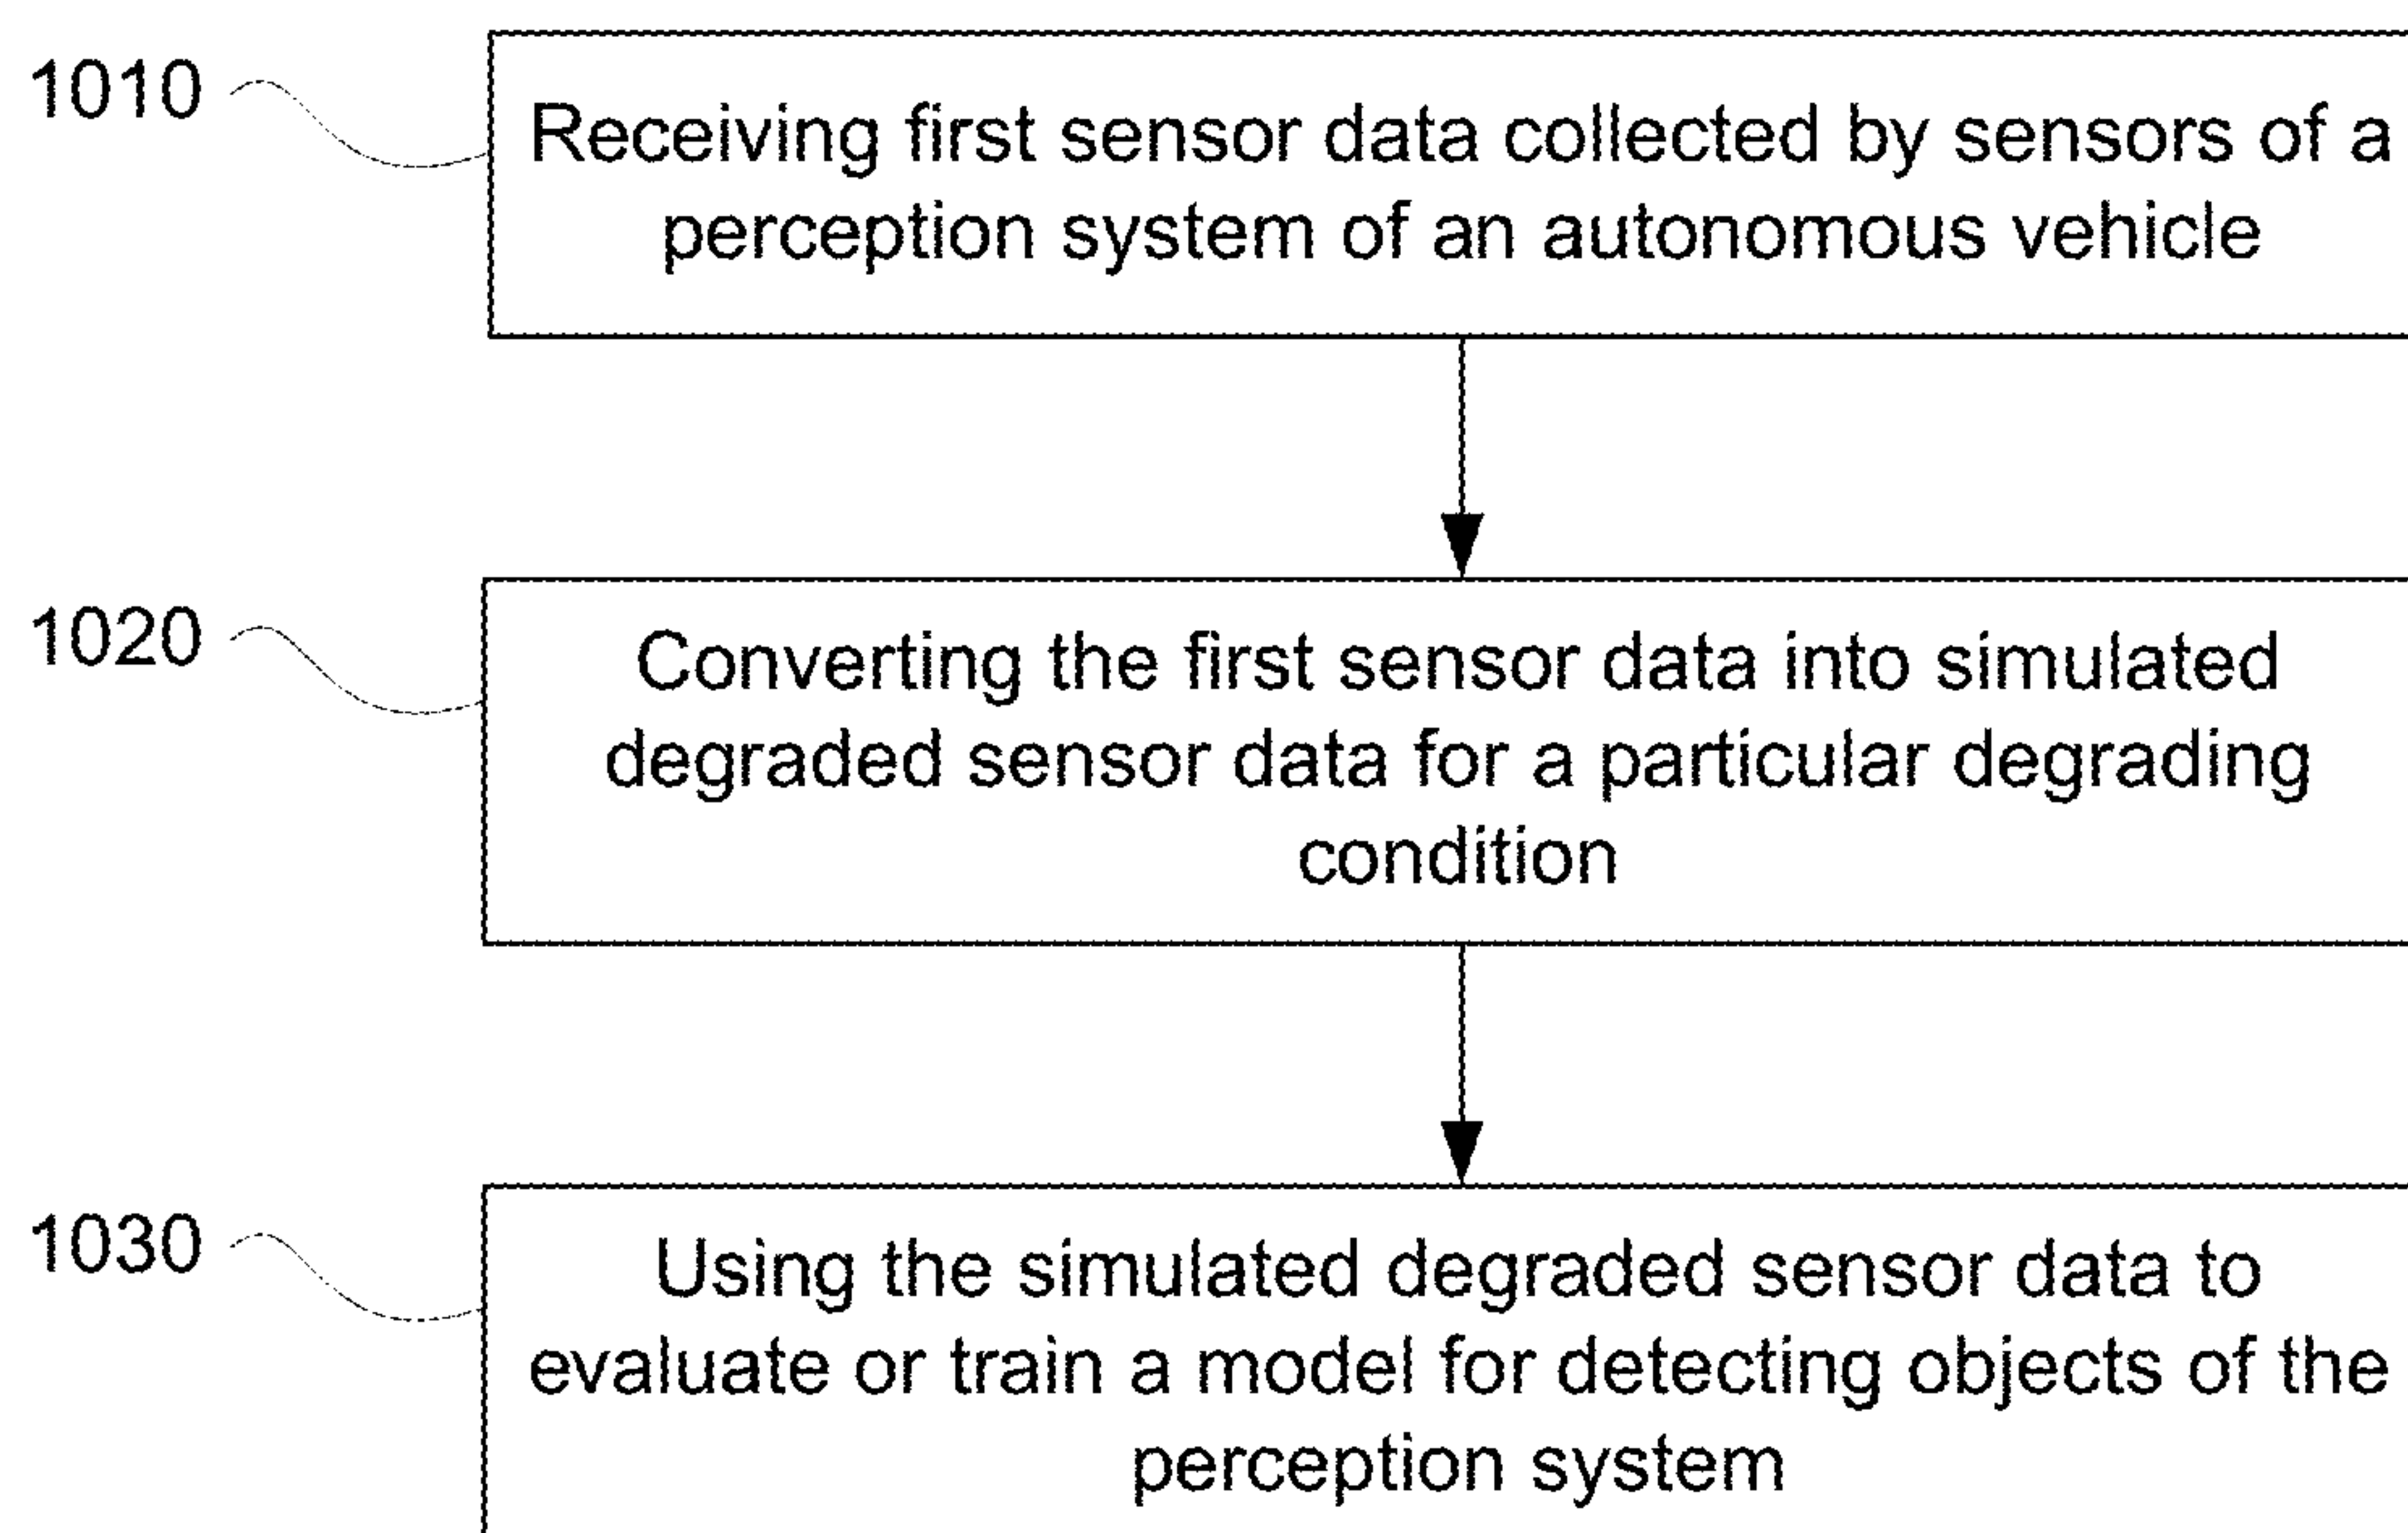 1010
Receiving first sensor data collected by sensors of a
perception system of an autonomous vehicle
1020
Converting the first sensor data into simulated
degraded sensor data for a particular degrading
condition
1030
Using the simulated degraded sensor data to
evaluate or train a model for detecting objects of the
perception system